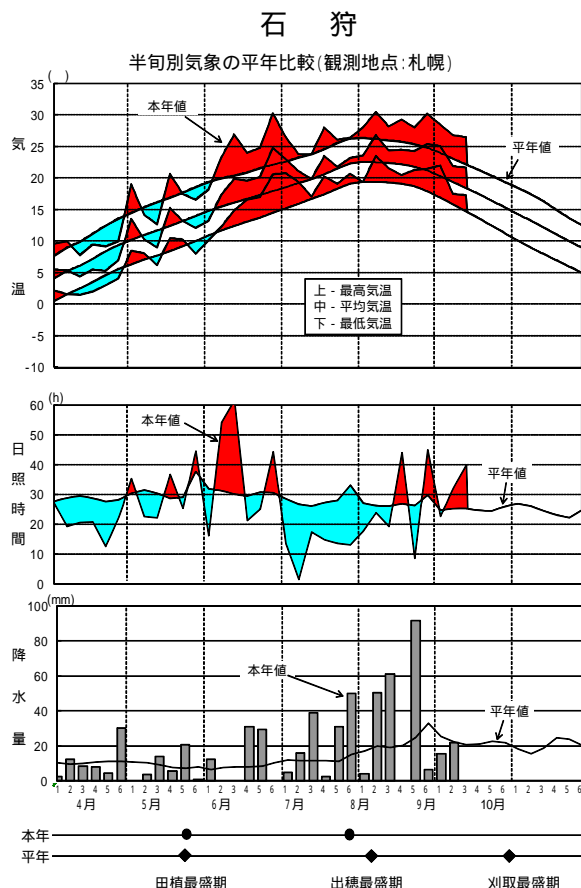 石 狩
半旬別気象の平年比較(観測地点:札幌)
( )
35
30
25
20
15
10
5
0
-5
-10
気
温
本年値
平年値
上 - 最高気温
中 - 平均気温
下 - 最低気温
(h)
60
50
40
30
20
10
0
日照時間
本年値
平年値
(mm)
100
80
60
40
20
0
降水量
本年値
平年値
1 2 3 4 5 6 1 2 3 4 5 6 1 2 3 4 5 6 1 2 3 4 5 6 1 2 3 4 5 6 1 2 3 4 5 6 1 2 3 4 5 6
4月 5月 6月 7月 8月 9月 10月
本年
平年
田植最盛期 出穂最盛期 刈取最盛期